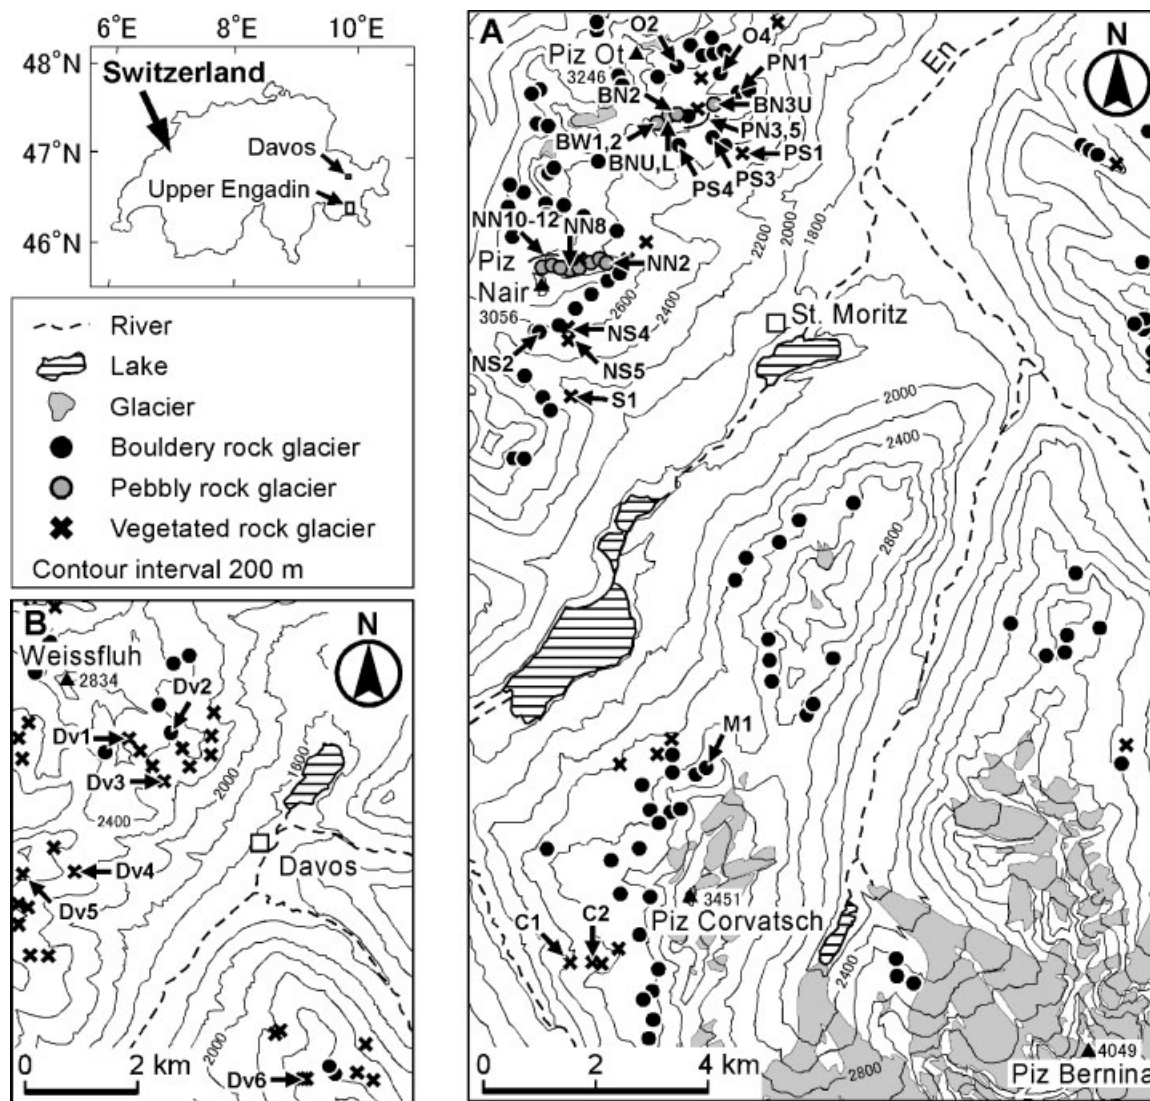 6°E 8°E 10°E
48°N
47°N
46°N
Switzerland
Davos
Upper Engadin
River
Lake
Glacier
Bouldery rock glacier
Pebbly rock glacier
Vegetated rock glacier
Contour interval 200 m
B
N
Weissfluh
2834
Dv2
Dv1
Dv3
2000
1600
2400
Davos
Dv4
Dv5
2000
Dv6
0 2 km
A
N
O2
O4
Piz Ot
3246
PN1
BN2
BN3U
PN3,5
BW1,2
BNU,L
PS1
PS3
PS4
En
NN10-12
NN8
2200
2000
1800
Piz
Nair
NN2
3056
2600
2400
St. Moritz
NS4
NS2
NS5
S1
2000
2400
2800
M1
3451
Piz Corvatsch
C1
C2
2400
4049
Piz Bernina
2800
0 2 4 km